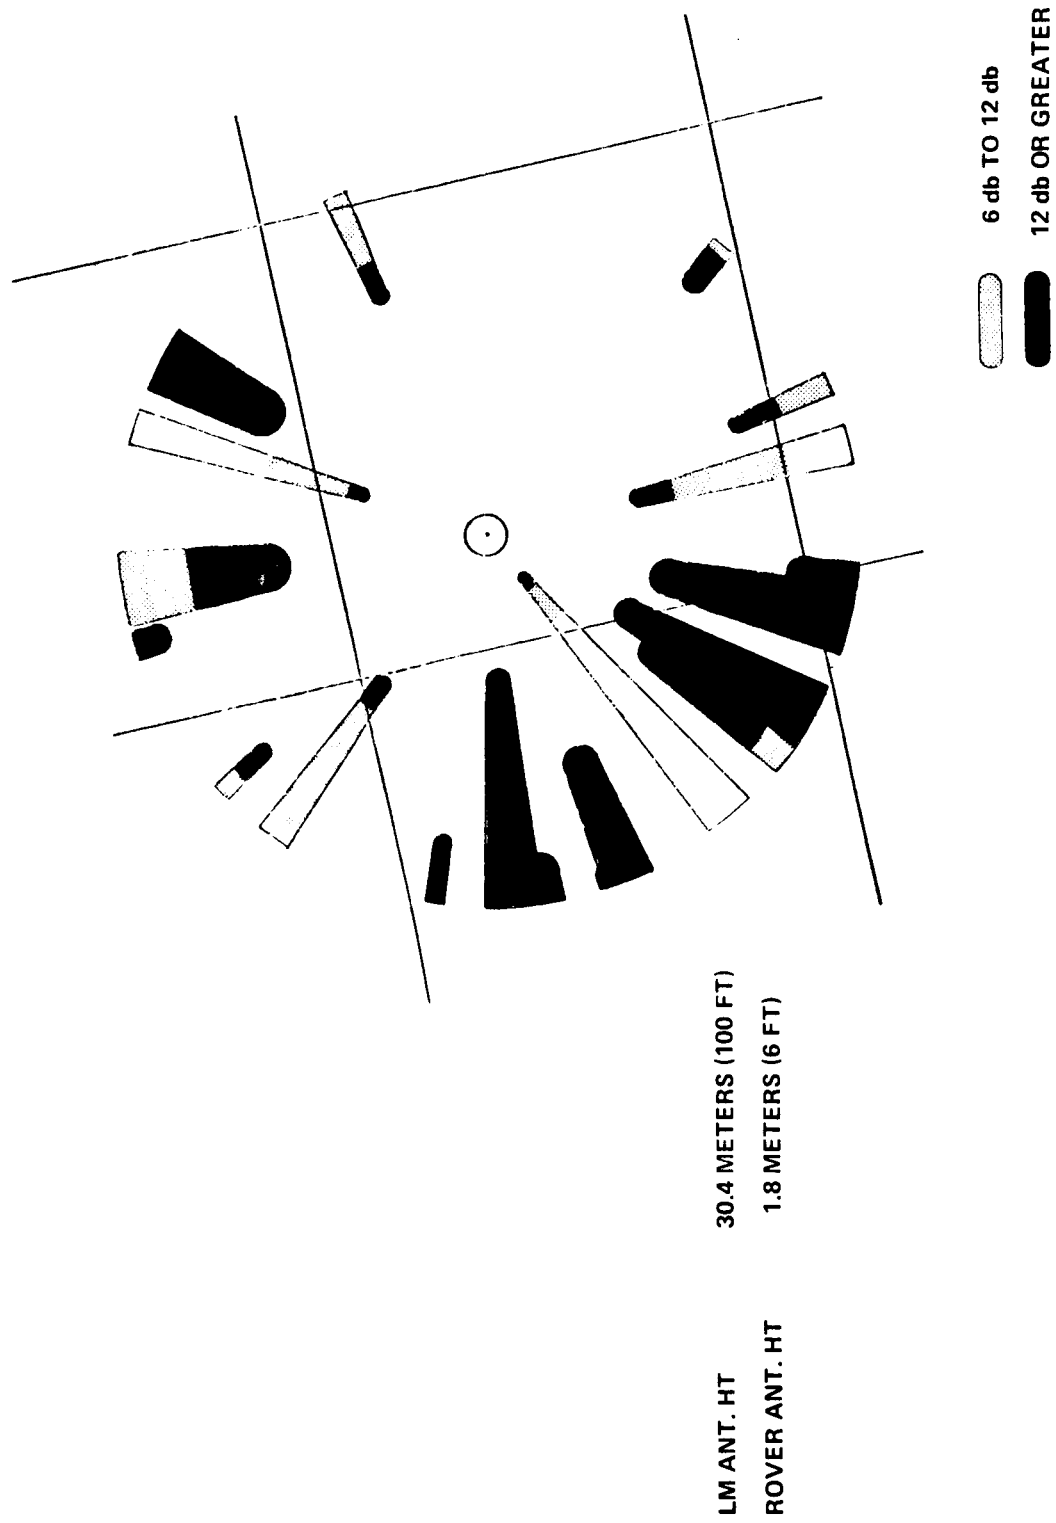 LM ANT. HT 30.4 METERS (100 FT)
ROVER ANT. HT 1.8 METERS (6 FT)
6 db TO 12 db
12 db OR GREATER